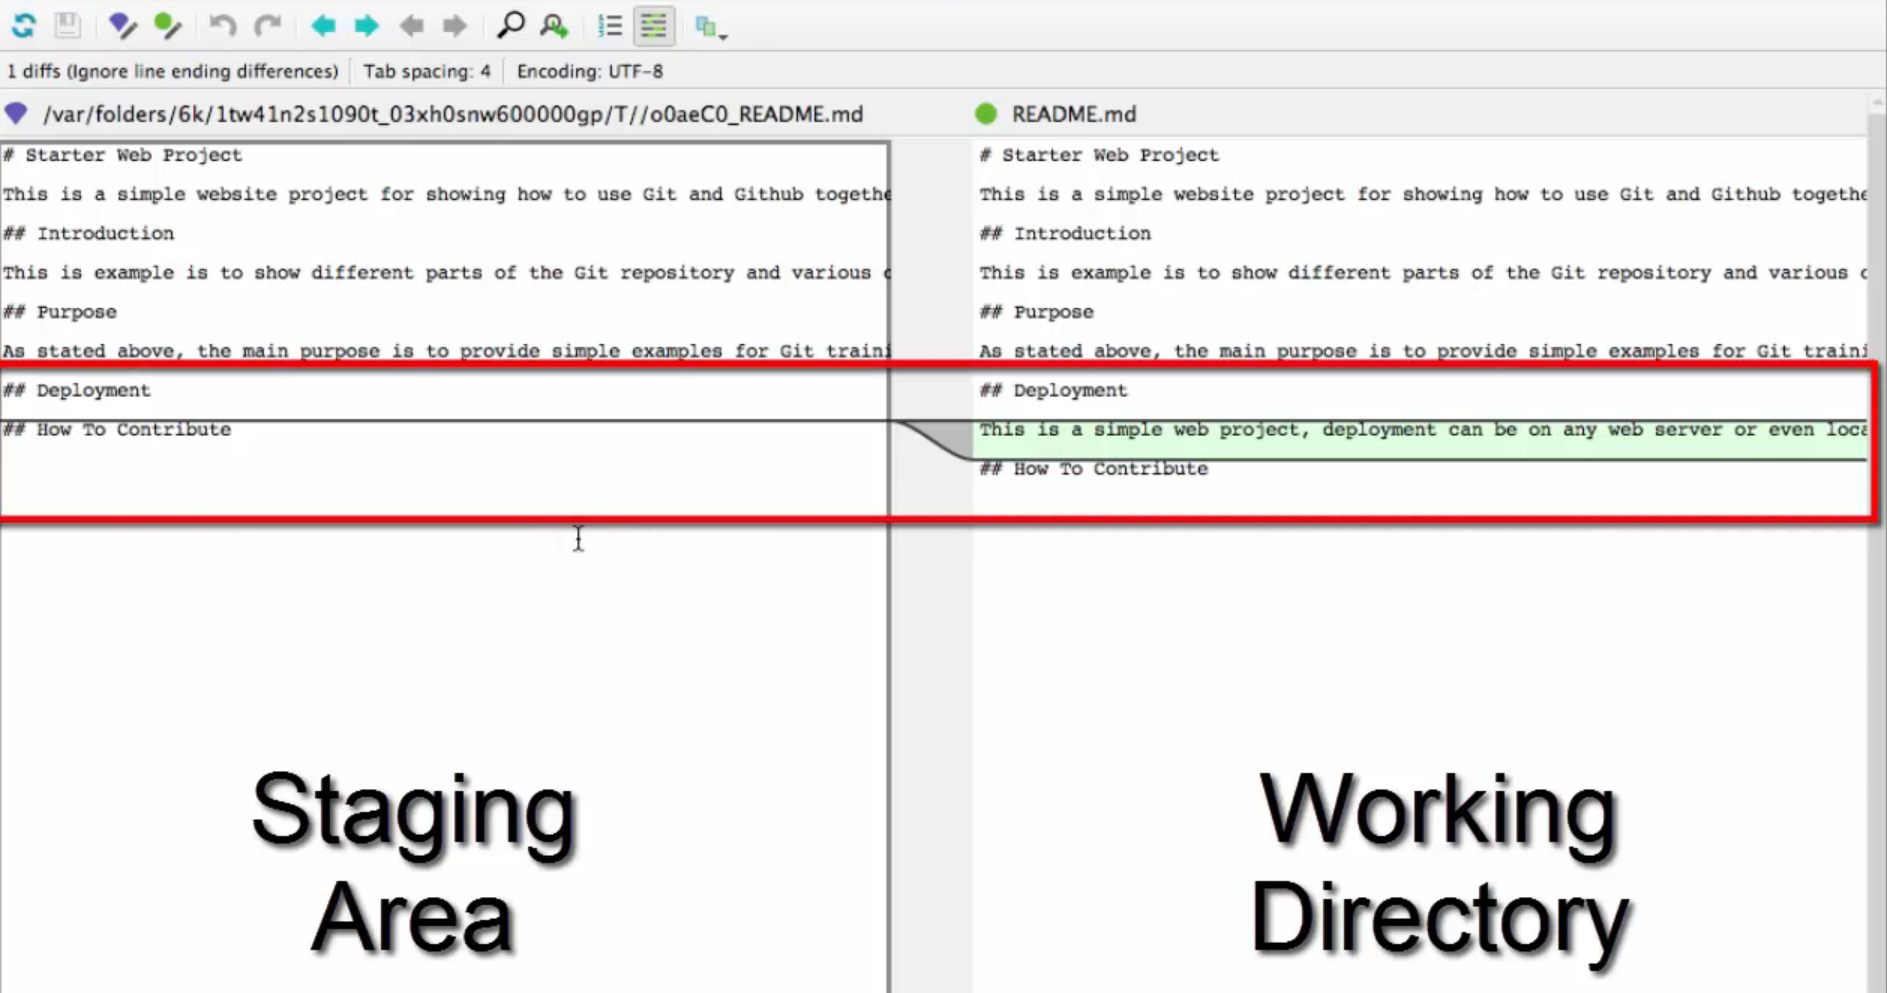 1 diffs (Ignore line ending differences) Tab spacing: 4 Encoding: UTF-8
/var/folders/6k/1tw41n2s1090t_03xh0snw600000gp/T//o0aeC0_README.md
# Starter Web Project
This is a simple website project for showing how to use Git and Github togethe
## Introduction
This is example is to show different parts of the Git repository and various
## Purpose
As stated above, the main purpose is to provide simple examples for Git traini
## Deployment
## How To Contribute
Staging
Area
README.md
# Starter Web Project
This is a simple website project for showing how to use Git and Github togethe
## Introduction
This is example is to show different parts of the Git repository and various
## Purpose
As stated above, the main purpose is to provide simple examples for Git traini
## Deployment
This is a simple web project, deployment can be on any web server or even loca
## How To Contribute
Working
Directory